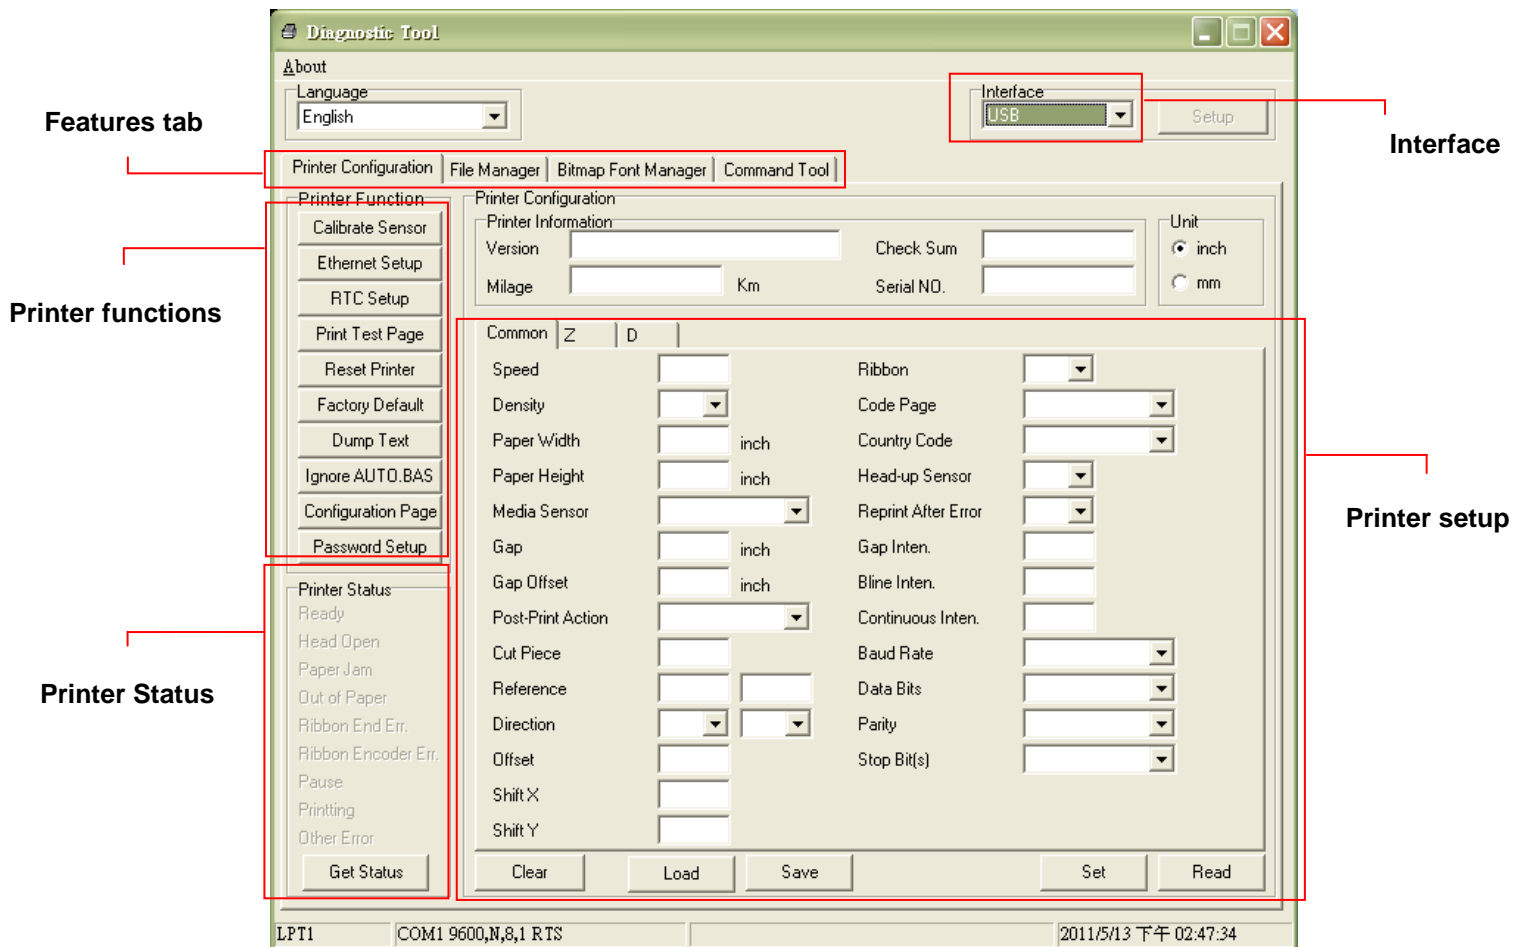 Diagnostic Tool
About
Language
English
Interface
USB
Setup
Features tab
Interface
Printer Configuration
File Manager
Bitmap Font Manager
Command Tool
Printer Function
Calibrate Sensor
Ethernet Setup
RTC Setup
Print Test Page
Reset Printer
Factory Default
Dump Text
Ignore AUTO.BAS
Configuration Page
Password Setup
Printer functions
Printer Configuration
Printer Information
Version
Check Sum
Milage
Km
Serial NO.
Unit
inch
mm
Common
Z
D
Speed
Density
Paper Width inch
Paper Height inch
Media Sensor
Gap inch
Gap Offset inch
Post-Print Action
Cut Piece
Reference
Direction
Offset
Shift X
Shift Y
Ribbon
Code Page
Country Code
Head-up Sensor
Reprint After Error
Gap Inten.
Bline Inten.
Continuous Inten.
Baud Rate
Data Bits
Parity
Stop Bit(s)
Printer setup
Printer Status
Ready
Head Open
Paper Jam
Out of Paper
Ribbon End Err.
Ribbon Encoder Err.
Pause
Printting
Other Error
Get Status
Printer Status
Clear
Load
Save
Set
Read
LPT1
COM1 9600,N,8,1 RTS
2011/5/13 下午 02:47:34